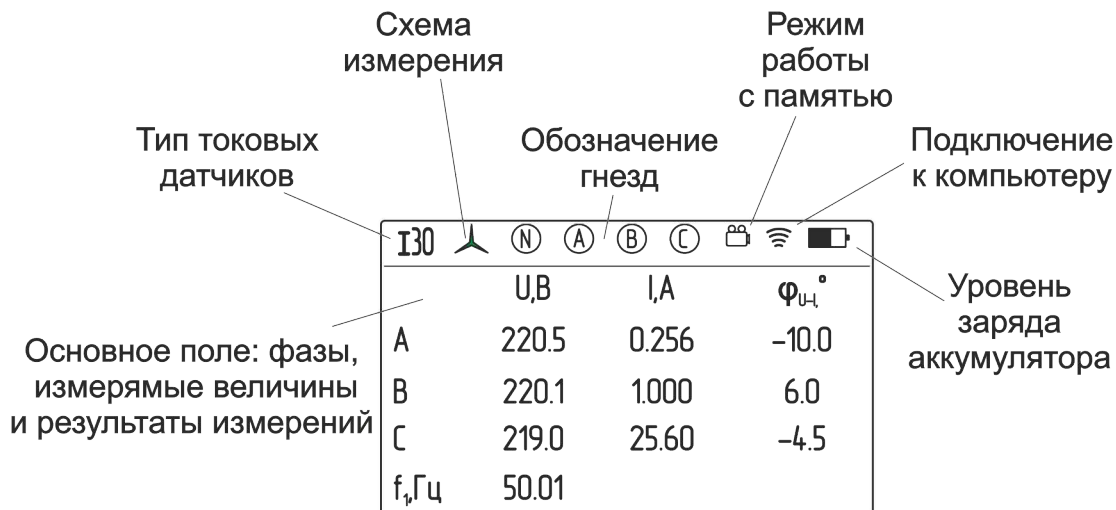 Схема
измерения
Режим
работы
с памятью
Тип токовых
датчиков
Обозначение
гнезд
Подключение
к компьютеру
I30 N A B C
U,В I,А φU-I,°
А 220.5 0.256 −10.0
В 220.1 1.000 6.0
С 219.0 25.60 −4.5
f1,Гц 50.01
Основное поле: фазы,
измерямые величины
и результаты измерений
Уровень
заряда
аккумулятора